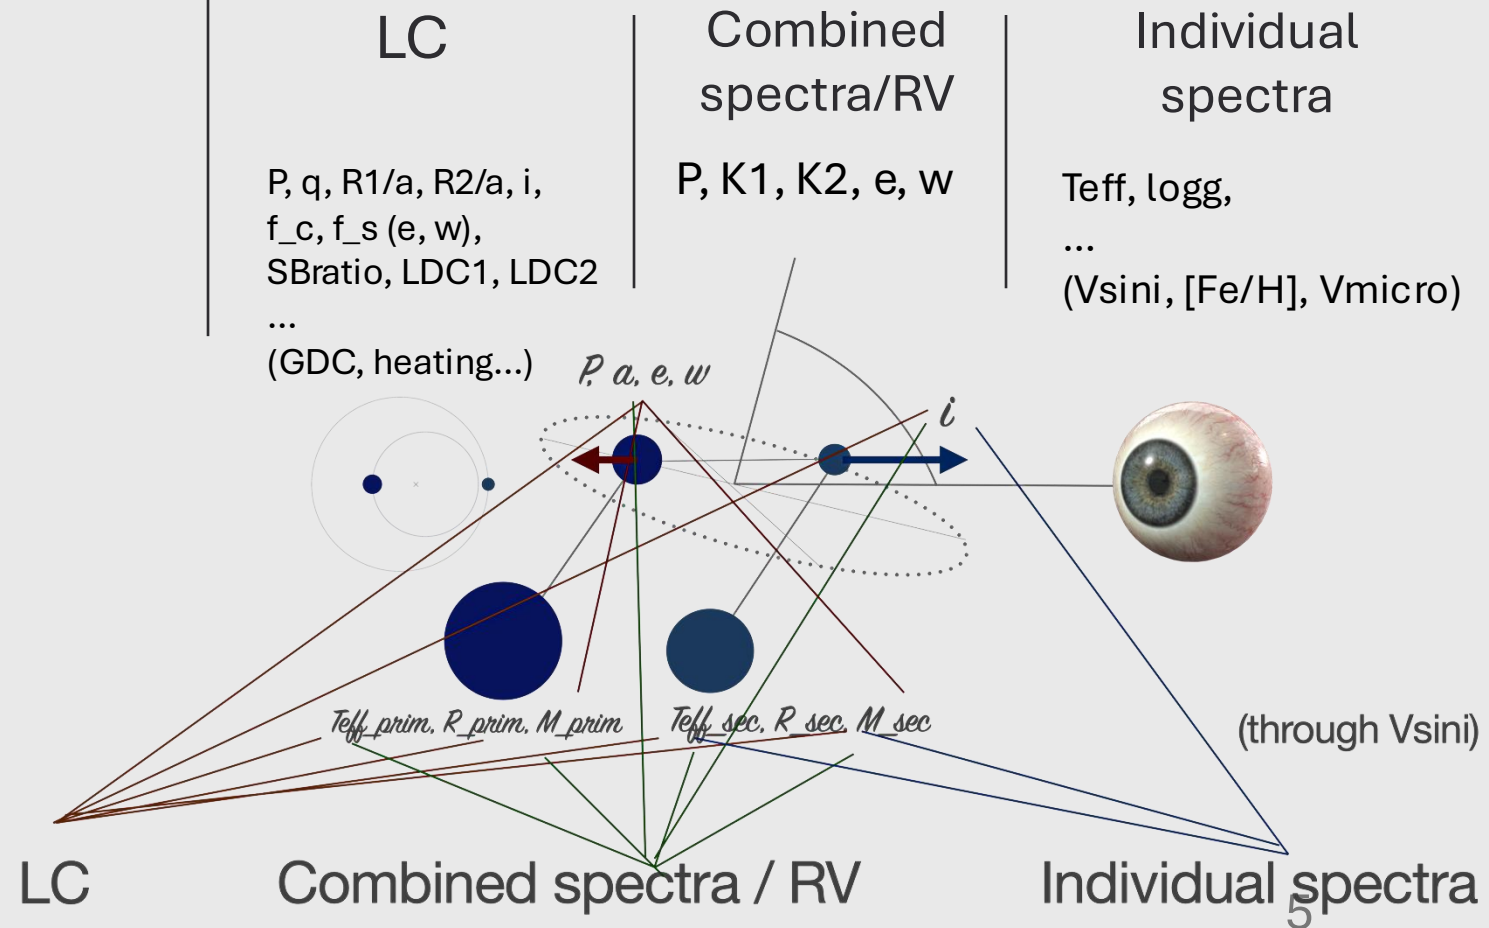 LC
Combined
spectra/RV
Individual
spectra
P, q, R1/a, R2/a, i,
f_c, f_s (e, w),
SBratio, LDC1, LDC2
...
(GDC, heating...)
P, K1, K2, e, w
Teff, logg,
...
(Vsini, [Fe/H], Vmicro)
P, a, e, w
i
Teff_prim, R_prim, M_prim
Teff_sec, R_sec, M_sec
(through Vsini)
LC
Combined spectra / RV
Individual spectra
5